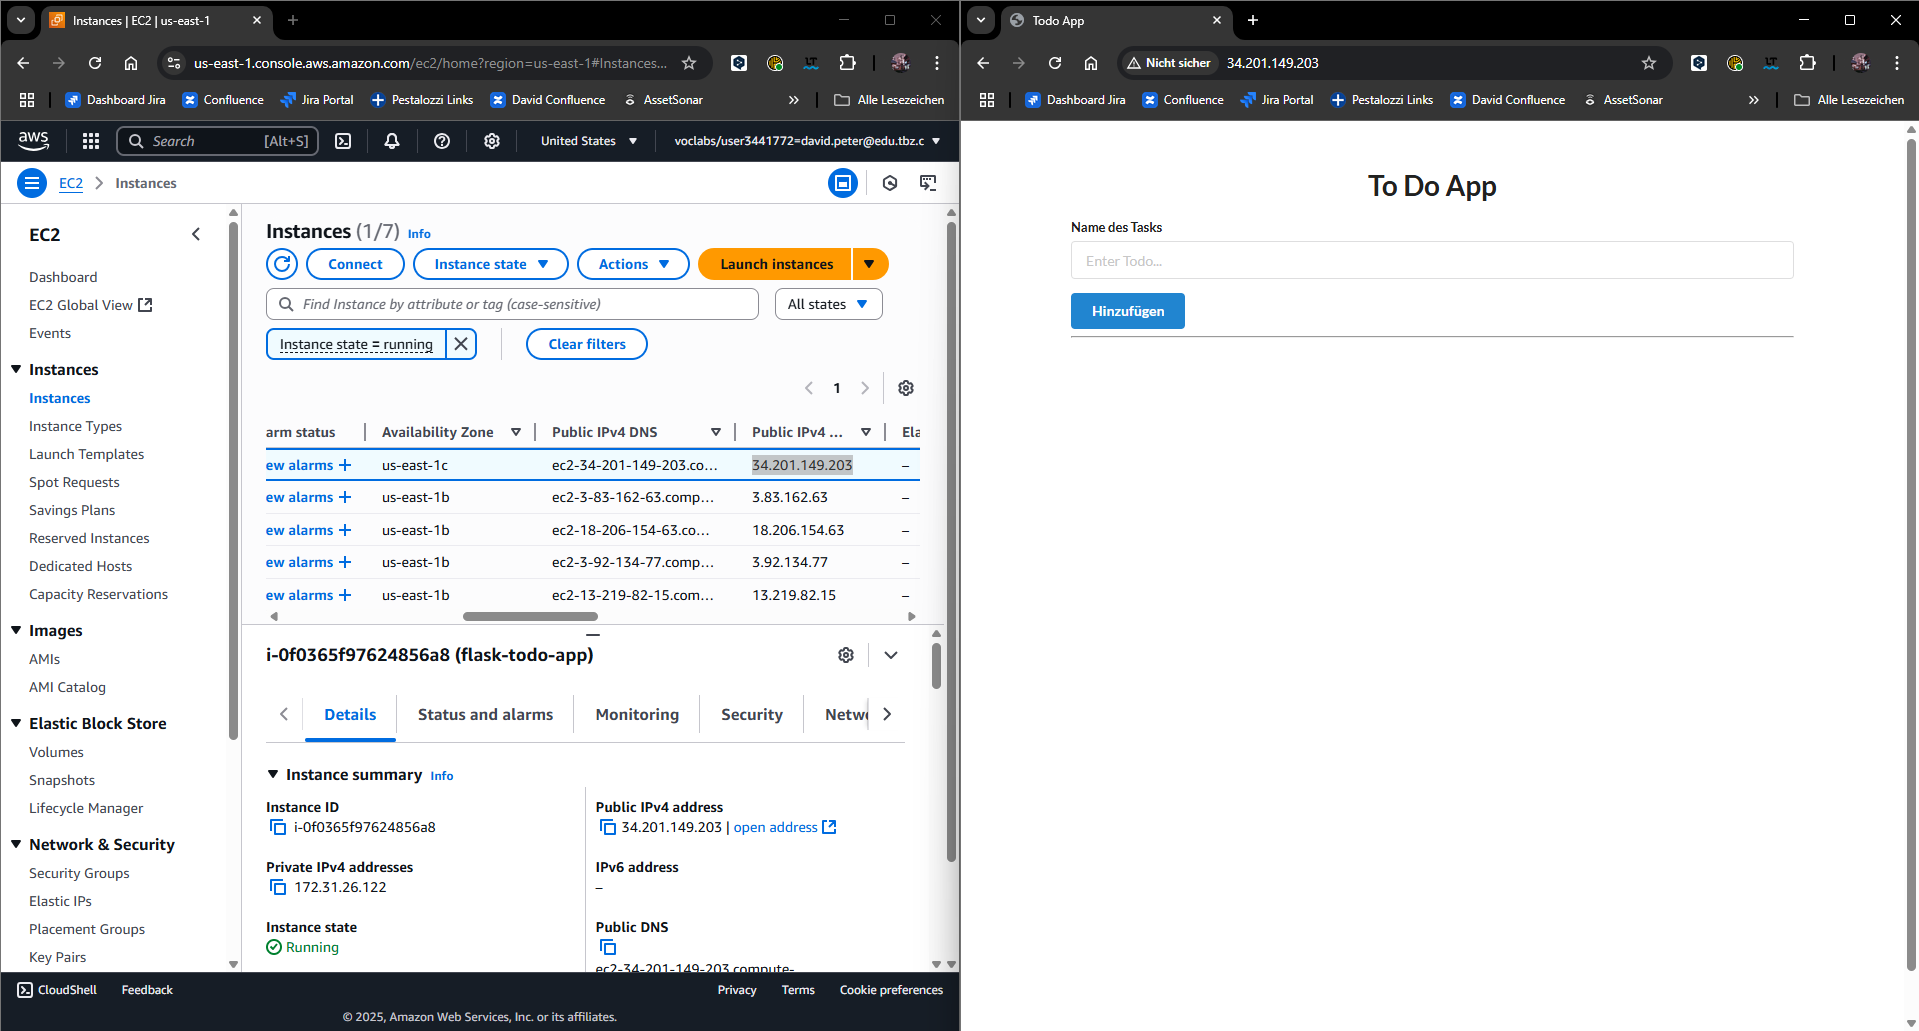 Instances | EC2 | us-east-1
us-east-1.console.aws.amazon.com/ec2/home?region=us-east-1#Instances...
Dashboard Jira
Confluence
Jira Portal
Pestalozzi Links
David Confluence
AssetSonar
Alle Lesezeichen
aws
Search
[Alt+S]
United States
voclabs/user3441772=david.peter@edu.tbz.c
EC2
Instances
EC2
Dashboard
EC2 Global View
Events
Instances
Instances
Instance Types
Launch Templates
Spot Requests
Savings Plans
Reserved Instances
Dedicated Hosts
Capacity Reservations
Images
AMIs
AMI Catalog
Elastic Block Store
Volumes
Snapshots
Lifecycle Manager
Network & Security
Security Groups
Elastic IPs
Placement Groups
Key Pairs
Instances (1/7) Info
Connect
Instance state
Actions
Launch instances
Find Instance by attribute or tag (case-sensitive)
All states
Instance state = running
Clear filters
1
arm status
Availability Zone
Public IPv4 DNS
Public IPv4 ...
Ela
ew alarms + us-east-1c ec2-34-201-149-203.co... 34.201.149.203 –
ew alarms + us-east-1b ec2-3-83-162-63.comp... 3.83.162.63 –
ew alarms + us-east-1b ec2-18-206-154-63.co... 18.206.154.63 –
ew alarms + us-east-1b ec2-3-92-134-77.comp... 3.92.134.77 –
ew alarms + us-east-1b ec2-13-219-82-15.com... 13.219.82.15 –
i-0f0365f97624856a8 (flask-todo-app)
Details
Status and alarms
Monitoring
Security
Netwo
Instance summary Info
Instance ID
i-0f0365f97624856a8
Public IPv4 address
34.201.149.203 | open address
Private IPv4 addresses
172.31.26.122
IPv6 address
–
Instance state
Running
Public DNS
ec2-34-201-149-203.compute-
CloudShell
Feedback
Privacy
Terms
Cookie preferences
© 2025, Amazon Web Services, Inc. or its affiliates.
Todo App
Nicht sicher
34.201.149.203
Dashboard Jira
Confluence
Jira Portal
Pestalozzi Links
David Confluence
AssetSonar
Alle Lesezeichen
To Do App
Name des Tasks
Enter Todo...
Hinzufügen